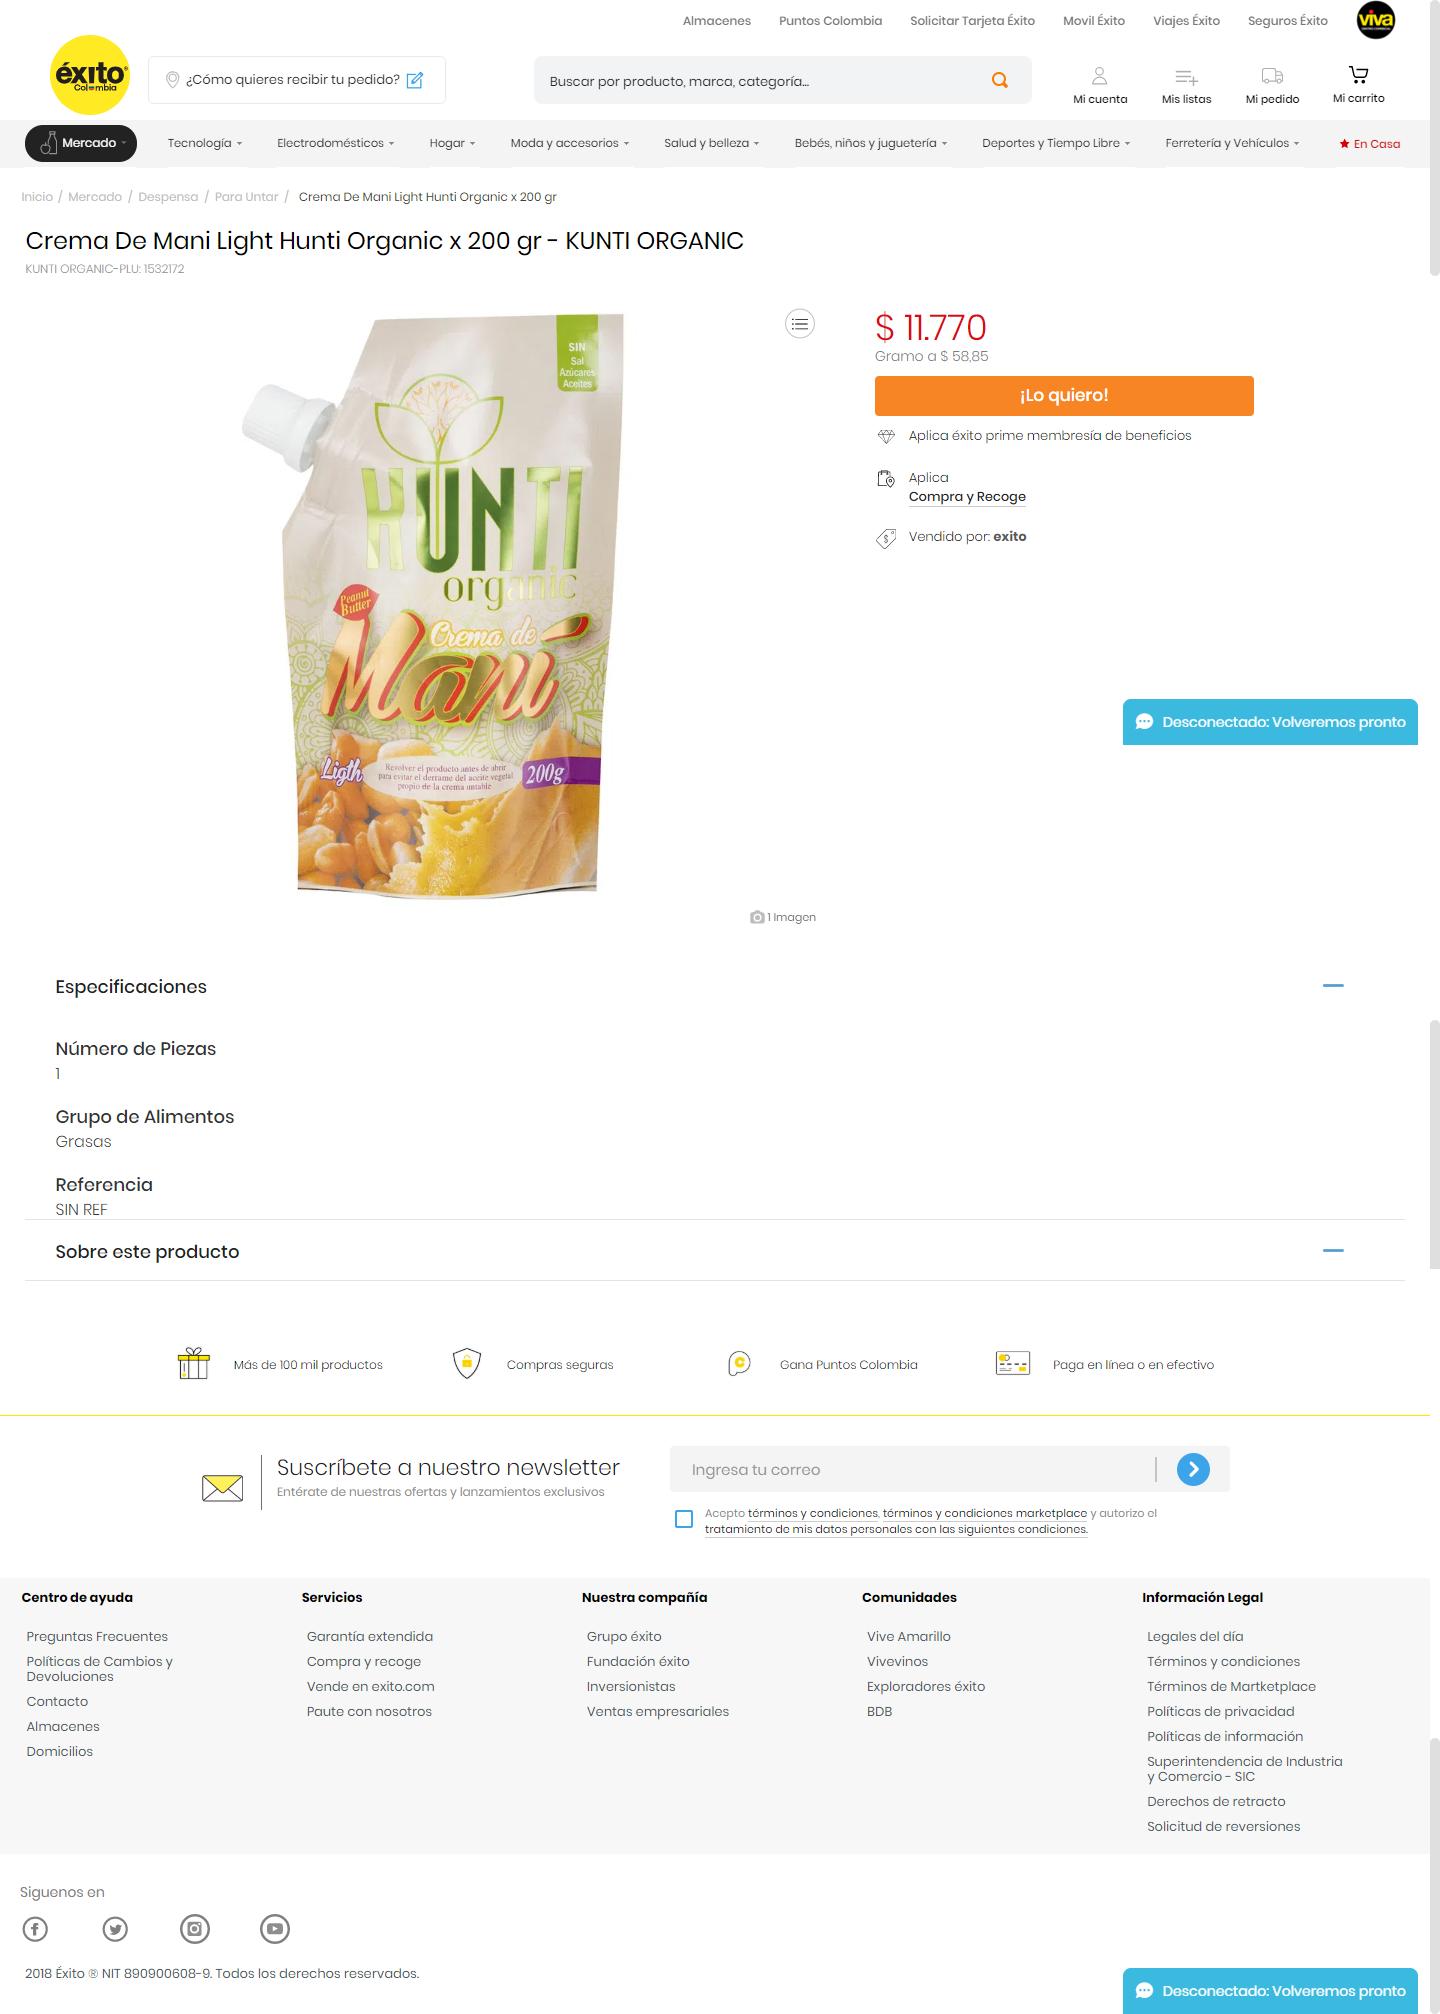 Almacenes Puntos Colombia Solicitar Tarjeta Éxito Movil Éxito Viajes Éxito Seguros Éxito viva
éxito
Colombia
¿Cómo quieres recibir tu pedido?
Buscar por producto, marca, categoría...
Mi cuenta Mis listas Mi pedido Mi carrito
Mercado Tecnología Electrodomésticos Hogar Moda y accesorios Salud y belleza Bebés, niños y juguetería Deportes y Tiempo Libre Ferretería y Vehículos En Casa
Inicio / Mercado / Despensa / Para Untar / Crema De Mani Light Hunti Organic x 200 gr
Crema De Mani Light Hunti Organic x 200 gr - KUNTI ORGANIC
KUNTI ORGANIC-PLU: 1532172
SIN
Sal
Azúcares
Aceites
HUNTI
organic
Peanut
Butter
Crema de
Maní
Ligth
Revolver el producto antes de abrir
para evitar el derrame del aceite vegetal
propio de la crema untable
200g
1 Imagen
$ 11.770
Gramo a $ 58,85
¡Lo quiero!
Aplica éxito prime membresía de beneficios
Aplica
Compra y Recoge
Vendido por: exito
Desconectado: Volveremos pronto
Especificaciones
Número de Piezas
1
Grupo de Alimentos
Grasas
Referencia
SIN REF
Sobre este producto
Más de 100 mil productos Compras seguras Gana Puntos Colombia Paga en línea o en efectivo
Suscríbete a nuestro newsletter
Entérate de nuestras ofertas y lanzamientos exclusivos
Ingresa tu correo
Acepto términos y condiciones, términos y condiciones marketplace y autorizo el
tratamiento de mis datos personales con las siguientes condiciones.
Centro de ayuda
Preguntas Frecuentes
Políticas de Cambios y
Devoluciones
Contacto
Almacenes
Domicilios
Servicios
Garantía extendida
Compra y recoge
Vende en exito.com
Paute con nosotros
Nuestra compañía
Grupo éxito
Fundación éxito
Inversionistas
Ventas empresariales
Comunidades
Vive Amarillo
Vivevinos
Exploradores éxito
BDB
Información Legal
Legales del día
Términos y condiciones
Términos de Martketplace
Políticas de privacidad
Políticas de información
Superintendencia de Industria
y Comercio - SIC
Derechos de retracto
Solicitud de reversiones
Siguenos en
2018 Éxito ® NIT 890900608-9. Todos los derechos reservados.
Desconectado: Volveremos pronto